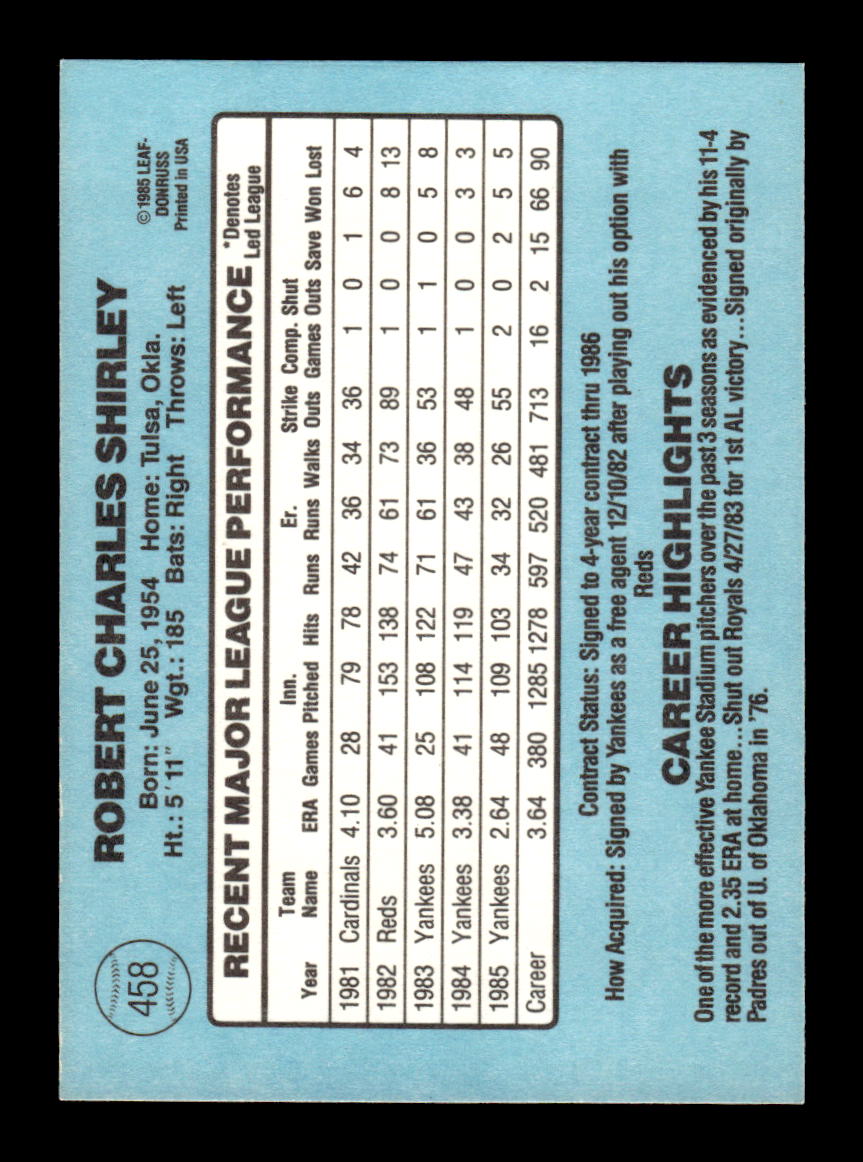 458
ROBERT CHARLES SHIRLEY
Born: June 25, 1954 Home: Tulsa, Okla.
Ht.: 5'11" Wgt.: 185 Bats: Right Throws: Left
© 1985 LEAF-
DONRUSS
Printed In USA
RECENT MAJOR LEAGUE PERFORMANCE
*Denotes
Led League
Team Inn. Er. Strike Comp. Shut
Year Name ERA Games Pitched Hits Runs Runs Walks Outs Games Outs Save Won Lost
1981 Cardinals 4.10 28 79 78 42 36 34 36 1 0 1 6 4
1982 Reds 3.60 41 153 138 74 61 73 89 1 0 0 8 13
1983 Yankees 5.08 25 108 122 71 61 36 53 1 1 0 5 8
1984 Yankees 3.38 41 114 119 47 43 38 48 1 0 0 3 3
1985 Yankees 2.64 48 109 103 34 32 26 55 2 0 2 5 5
Career 3.64 380 1285 1278 597 520 481 713 16 2 15 66 90
Contract Status: Signed to 4-year contract thru 1986
How Acquired: Signed by Yankees as a free agent 12/10/82 after playing out his option with
Reds
CAREER HIGHLIGHTS
One of the more effective Yankee Stadium pitchers over the past 3 seasons as evidenced by his 11-4
record and 2.35 ERA at home...Shut out Royals 4/27/83 for 1st AL victory...Signed originally by
Padres out of U. of Oklahoma in '76.